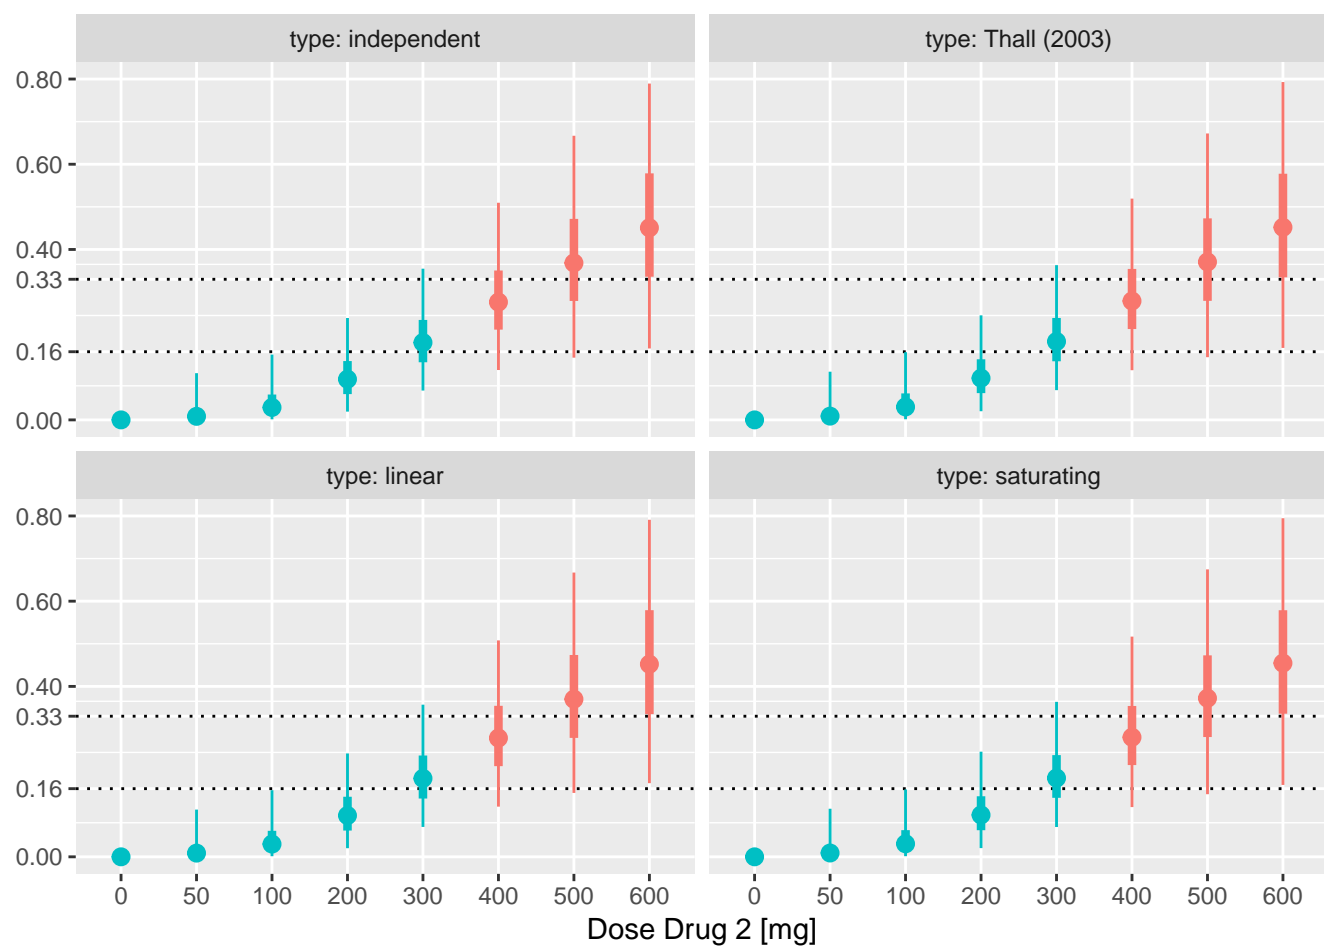 type: independent
type: Thall (2003)
0.80
0.60
0.40
0.33
0.16
0.00
type: linear
type: saturating
0.80
0.60
0.40
0.33
0.16
0.00
0 50 100 200 300 400 500 600
0 50 100 200 300 400 500 600
Dose Drug 2 [mg]